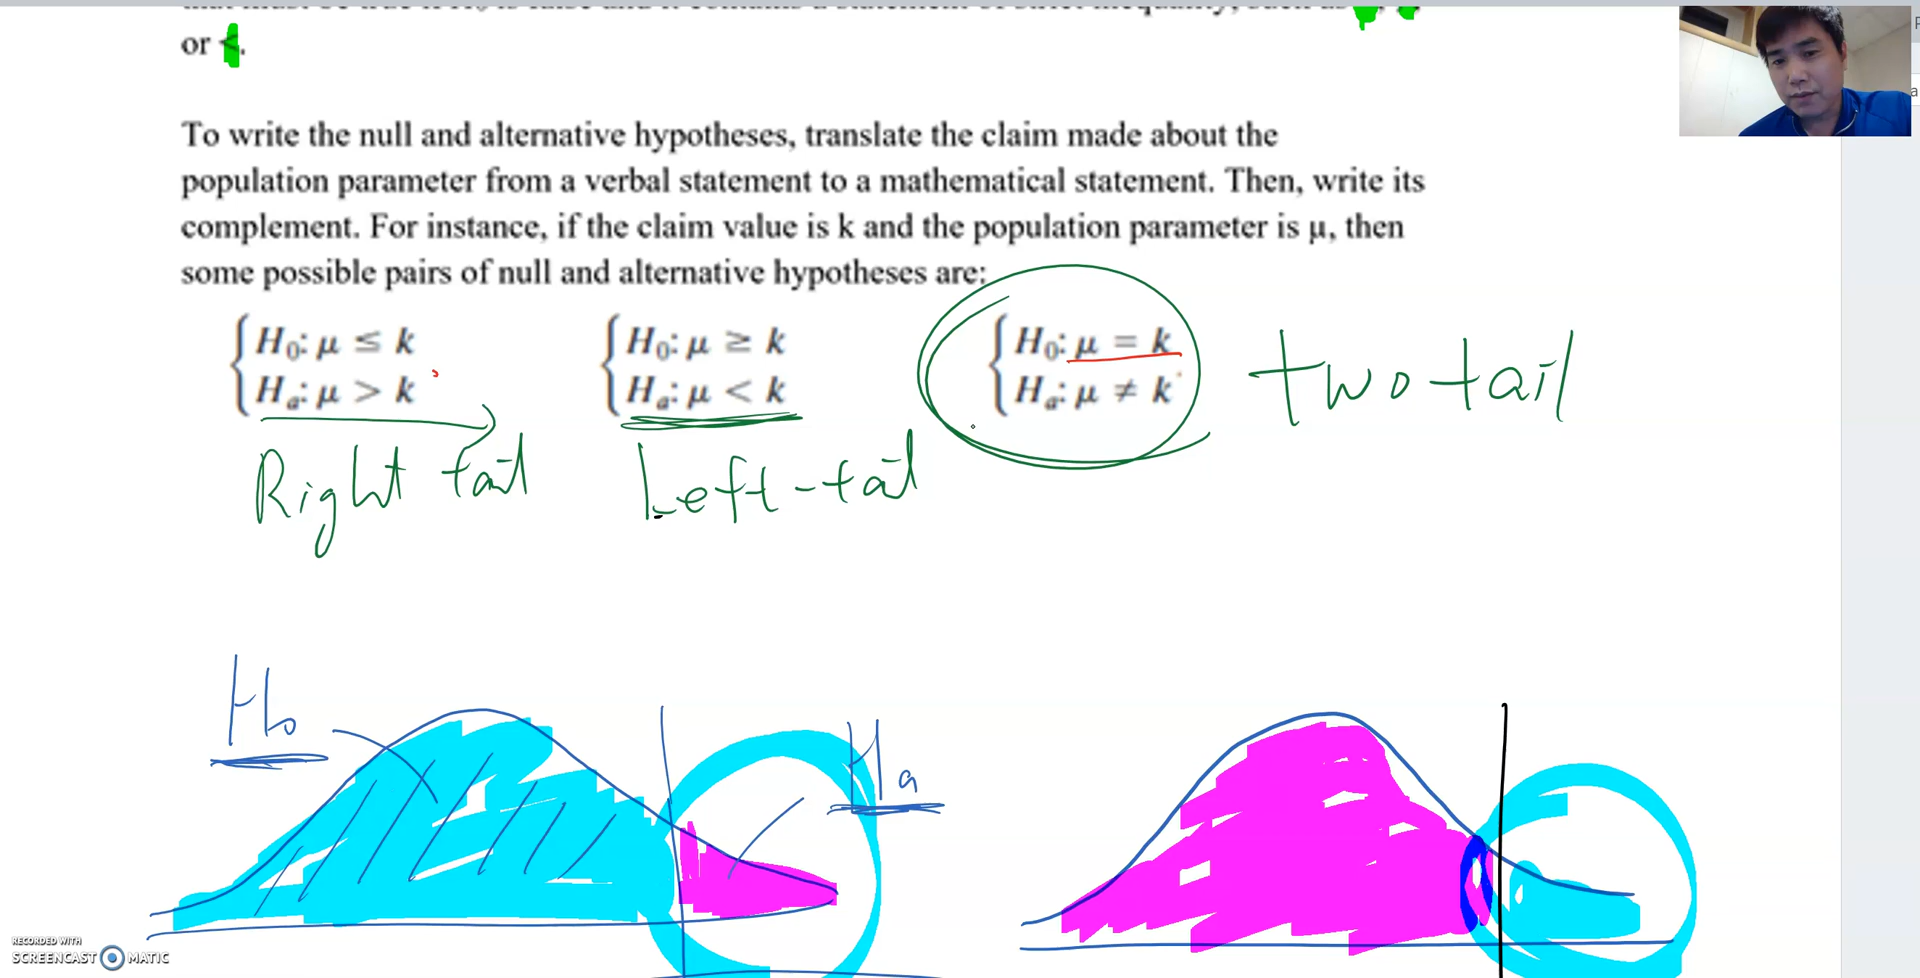 or <.
To write the null and alternative hypotheses, translate the claim made about the
population parameter from a verbal statement to a mathematical statement. Then, write its
complement. For instance, if the claim value is k and the population parameter is μ, then
some possible pairs of null and alternative hypotheses are:
H₀: μ ≤ k
Hₐ: μ > k
H₀: μ ≥ k
Hₐ: μ < k
H₀: μ = k
Hₐ: μ ≠ k
two tail
Right tail
Left-tail
H₀
Hₐ
RECORDED WITH
SCREENCAST MATIC